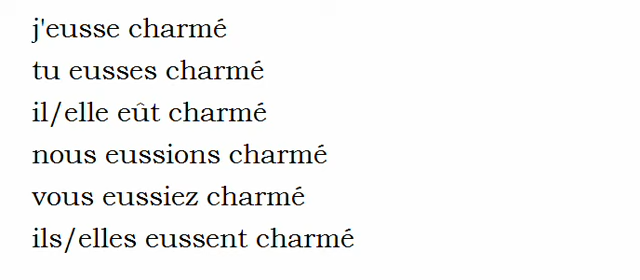 j'eusse charmé
tu eusses charmé
il/elle eût charmé
nous eussions charmé
vous eussiez charmé
ils/elles eussent charmé